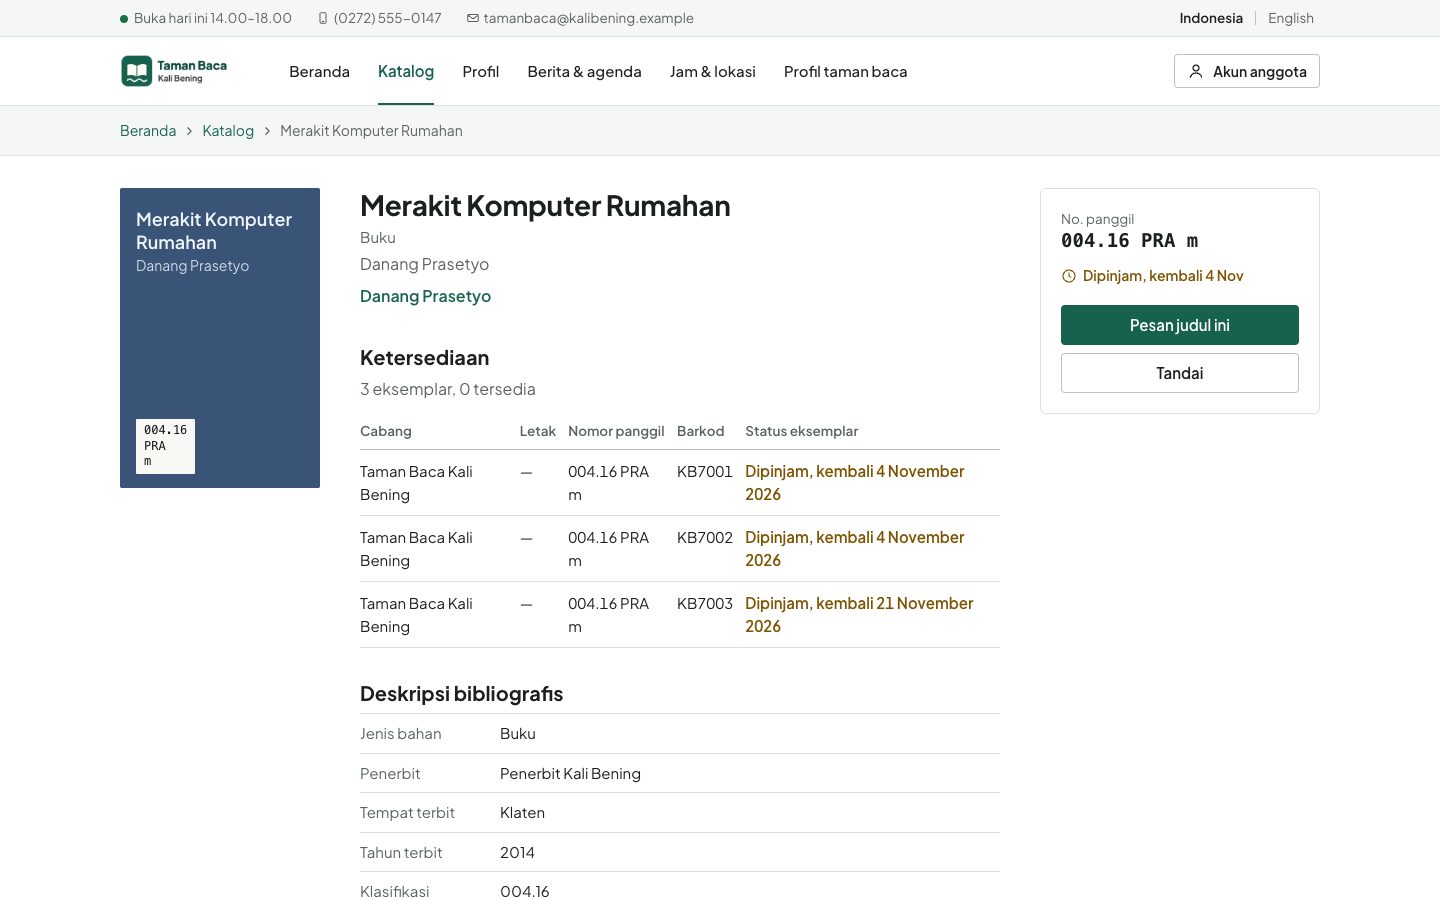 Buka hari ini 14.00–18.00
(0272) 555-0147
tamanbaca@kalibening.example
Indonesia
English
Taman Baca
Kali Bening
Beranda
Katalog
Profil
Berita & agenda
Jam & lokasi
Profil taman baca
Akun anggota
Beranda > Katalog > Merakit Komputer Rumahan
Merakit Komputer
Rumahan
Danang Prasetyo
004.16
PRA
m
Merakit Komputer Rumahan
Buku
Danang Prasetyo
Danang Prasetyo
Ketersediaan
3 eksemplar, 0 tersedia
Cabang Letak Nomor panggil Barkod Status eksemplar
Taman Baca Kali — 004.16 PRA KB7001 Dipinjam, kembali 4 November
Bening m 2026
Taman Baca Kali — 004.16 PRA KB7002 Dipinjam, kembali 4 November
Bening m 2026
Taman Baca Kali — 004.16 PRA KB7003 Dipinjam, kembali 21 November
Bening m 2026
Deskripsi bibliografis
Jenis bahan Buku
Penerbit Penerbit Kali Bening
Tempat terbit Klaten
Tahun terbit 2014
Klasifikasi 004.16
No. panggil
004.16 PRA m
Dipinjam, kembali 4 Nov
Pesan judul ini
Tandai